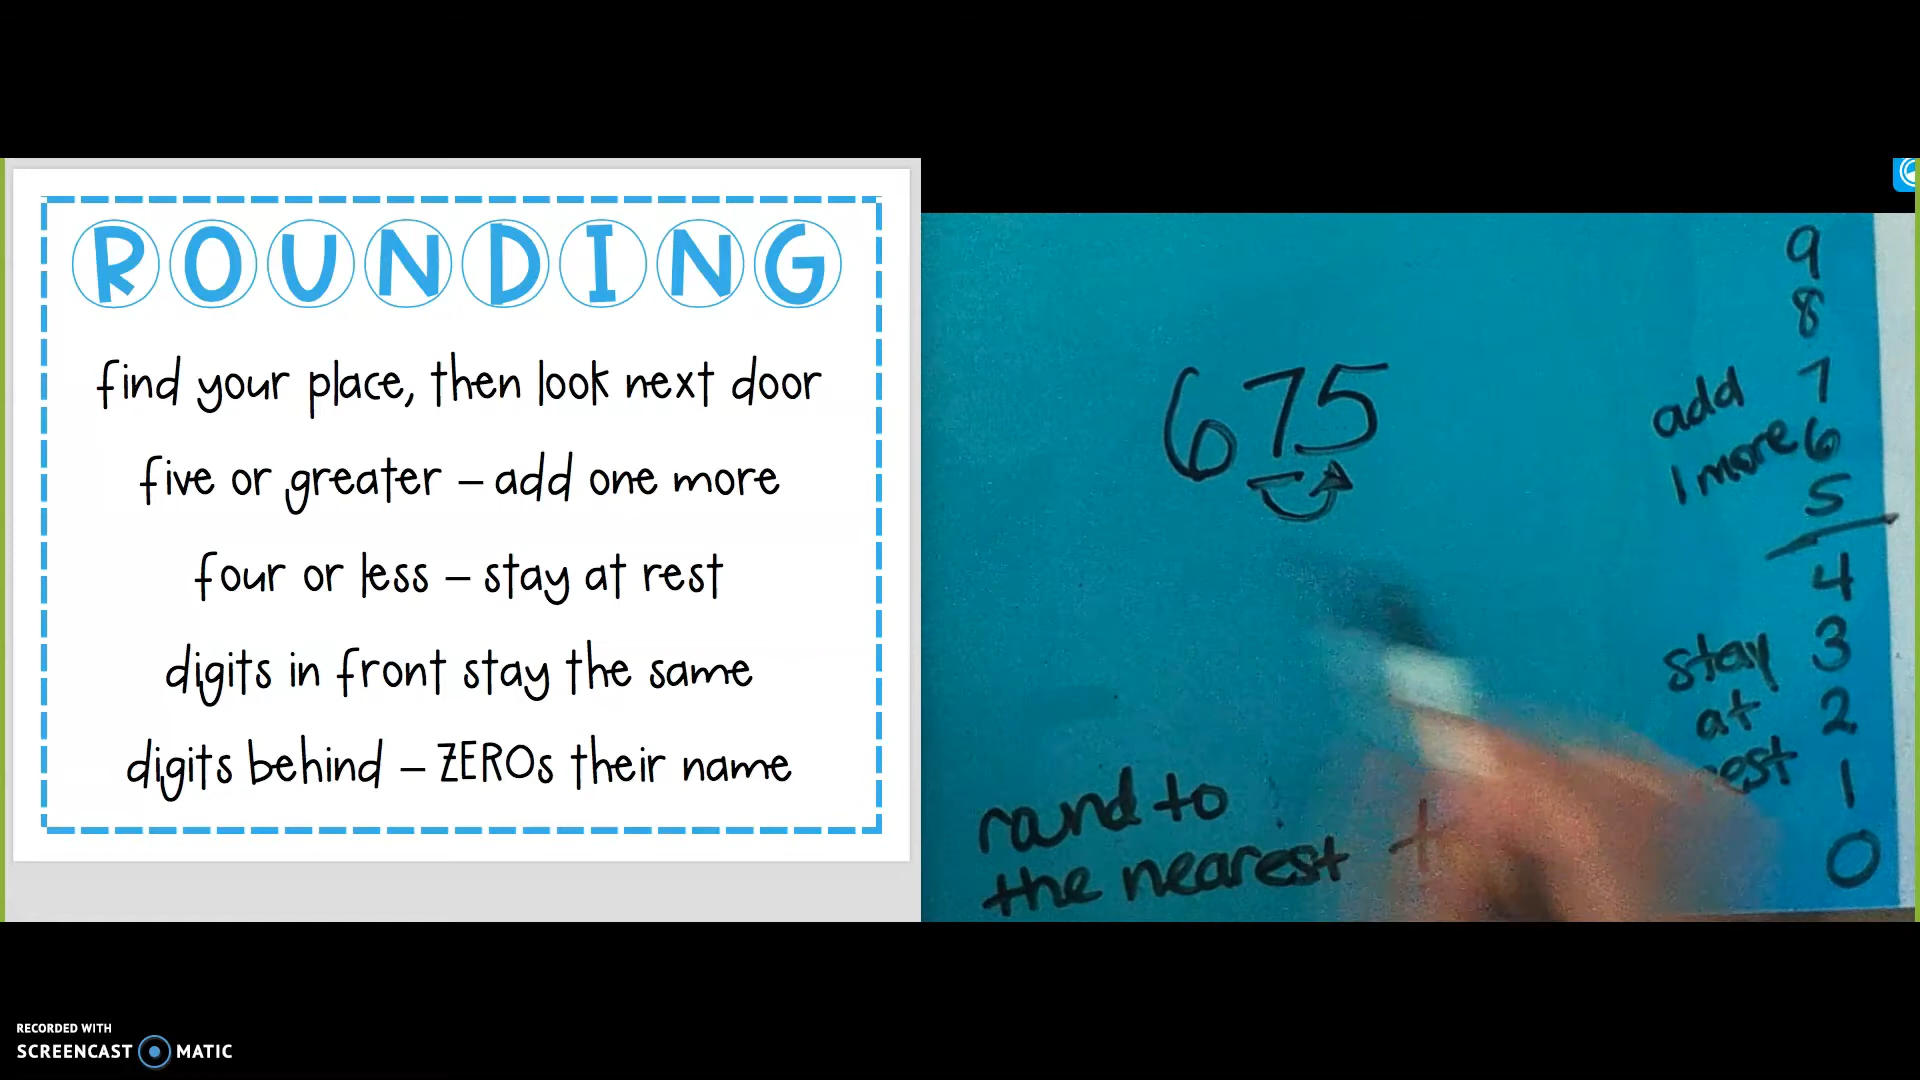 ROUNDING
find your place, then look next door
five or greater – add one more
four or less – stay at rest
digits in front stay the same
digits behind – ZEROs their name
675
round to
the nearest
9
8
7
6
5
4
3
2
1
0
add
1 more
stay
at
RECORDED WITH
SCREENCAST MATIC